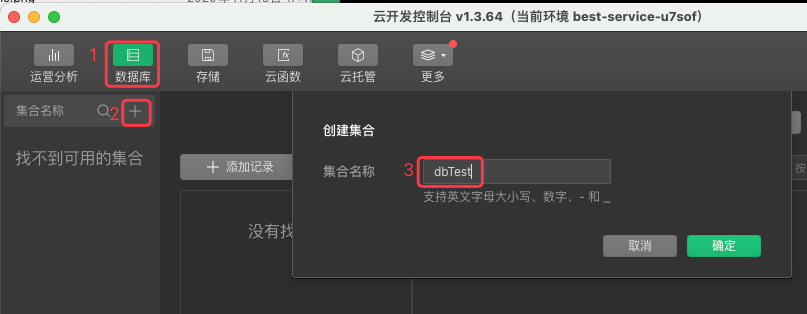 云开发控制台 v1.3.64（当前环境 best-service-u7sof）
1
运营分析
数据库
存储
云函数
云托管
更多
集合名称
2
找不到可用的集合
添加记录
没有找
创建集合
集合名称
3
dbTest
支持英文字母大小写、数字、- 和 _
取消
确定
按